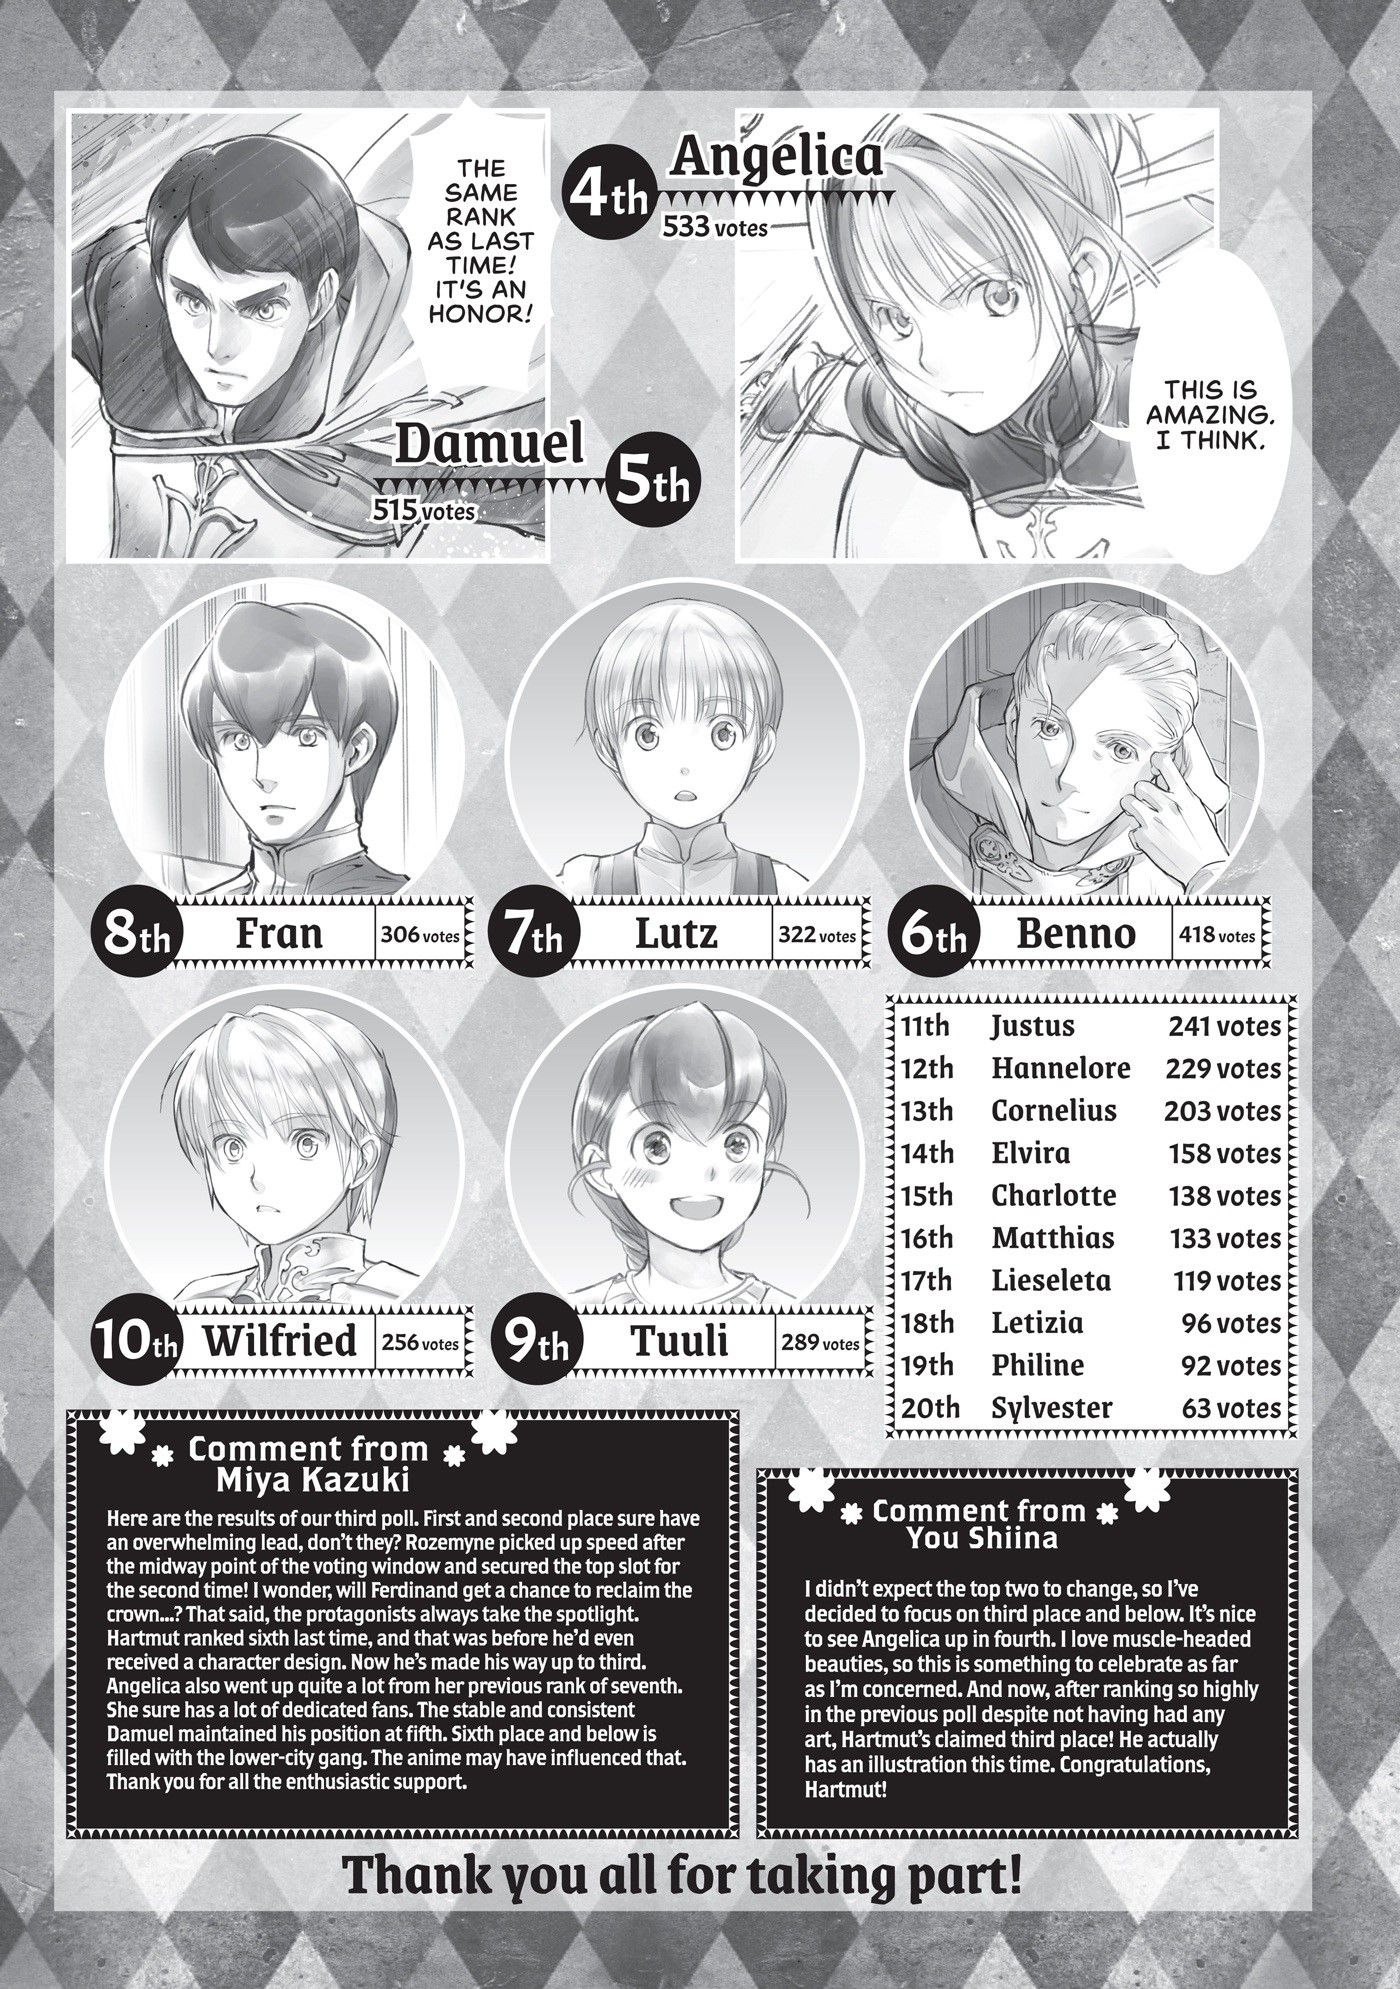 THE
SAME
RANK
AS LAST
TIME!
IT'S AN
HONOR!
4th
Angelica
533 votes
THIS IS
AMAZING.
I THINK.
Damuel
5th
515 votes
8th Fran 306 votes
7th Lutz 322 votes
6th Benno 418 votes
10th Wilfried 256 votes
9th Tuuli 289 votes
11th Justus 241 votes
12th Hannelore 229 votes
13th Cornelius 203 votes
14th Elvira 158 votes
15th Charlotte 138 votes
16th Matthias 133 votes
17th Lieseleta 119 votes
18th Letizia 96 votes
19th Philine 92 votes
20th Sylvester 63 votes
Comment from
Miya Kazuki
Here are the results of our third poll. First and second place sure have
an overwhelming lead, don't they? Rozemyne picked up speed after
the midway point of the voting window and secured the top slot for
the second time! I wonder, will Ferdinand get a chance to reclaim the
crown...? That said, the protagonists always take the spotlight.
Hartmut ranked sixth last time, and that was before he'd even
received a character design. Now he's made his way up to third.
Angelica also went up quite a lot from her previous rank of seventh.
She sure has a lot of dedicated fans. The stable and consistent
Damuel maintained his position at fifth. Sixth place and below is
filled with the lower-city gang. The anime may have influenced that.
Thank you for all the enthusiastic support.
Comment from
You Shiina
I didn't expect the top two to change, so I've
decided to focus on third place and below. It's nice
to see Angelica up in fourth. I love muscle-headed
beauties, so this is something to celebrate as far
as I'm concerned. And now, after ranking so highly
in the previous poll despite not having had any
art, Hartmut's claimed third place! He actually
has an illustration this time. Congratulations,
Hartmut!
Thank you all for taking part!